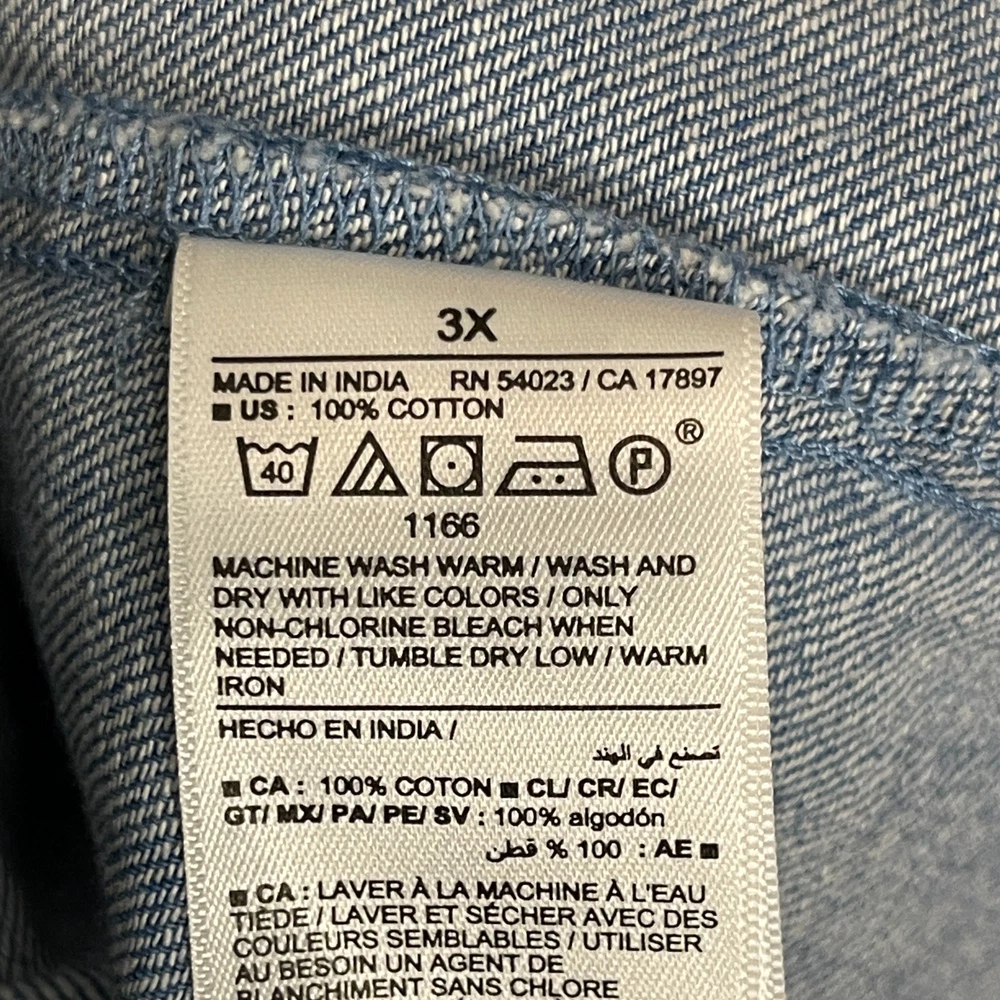 3X
MADE IN INDIA RN 54023 / CA 17897
■ US : 100% COTTON
40 P ®
1166
MACHINE WASH WARM / WASH AND
DRY WITH LIKE COLORS / ONLY
NON-CHLORINE BLEACH WHEN
NEEDED / TUMBLE DRY LOW / WARM
IRON
HECHO EN INDIA /
تصنع في الهند
■ CA : 100% COTON ■ CL/ CR/ EC/
GT/ MX/ PA/ PE/ SV : 100% algodón
■ AE : 100 % قطن
■ CA : LAVER À LA MACHINE À L'EAU
TIÈDE / LAVER ET SÉCHER AVEC DES
COULEURS SEMBLABLES / UTILISER
AU BESOIN UN AGENT DE
BLANCHIMENT SANS CHLORE